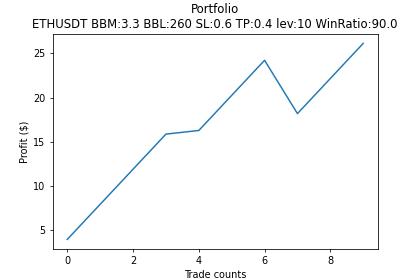 Portfolio
ETHUSDT BBM:3.3 BBL:260 SL:0.6 TP:0.4 lev:10 WinRatio:90.0
25
20
15
10
5
Profit ($)
0 2 4 6 8
Trade counts